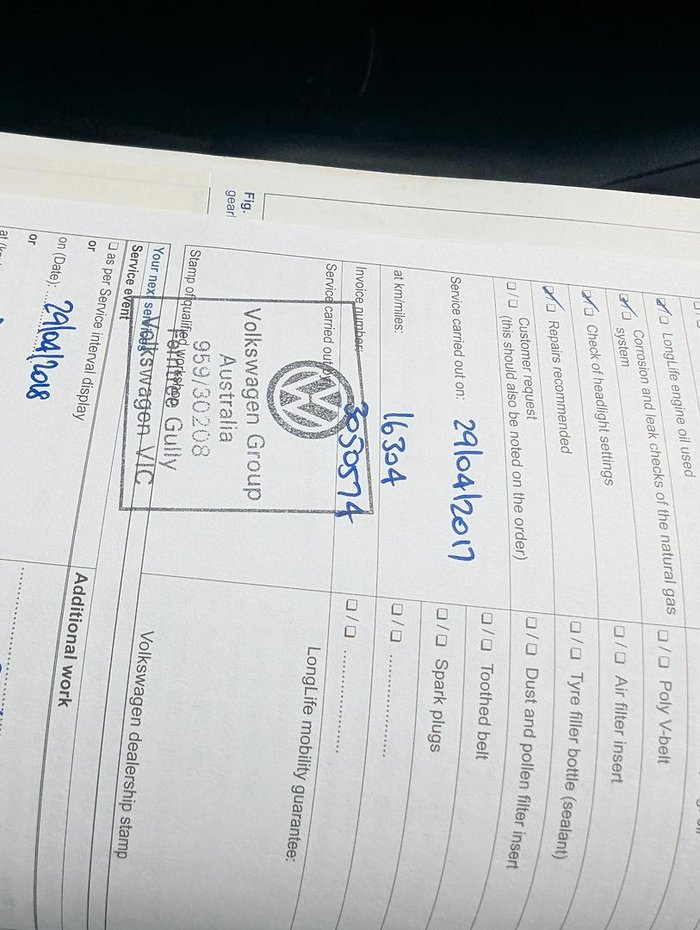 LongLife engine oil used
Corrosion and leak checks of the natural gas
system
Check of headlight settings
Repairs recommended
Customer request
(this should also be noted on the order)
Service carried out on: 29/04/2017
at km/miles: 16304
Invoice number: 3050574
Service carried out
Stamp of qualified workshop
Volkswagen Group
Australia
959/30208
Ferntree Gully
Volkswagen VIC
Your next service
Service event
as per Service interval display
or
on (Date): 29/04/2018
or
Poly V-belt
Air filter insert
Tyre filler bottle (sealant)
Dust and pollen filter insert
Toothed belt
Spark plugs
LongLife mobility guarantee:
Volkswagen dealership stamp
Additional work
Fig.
gearl